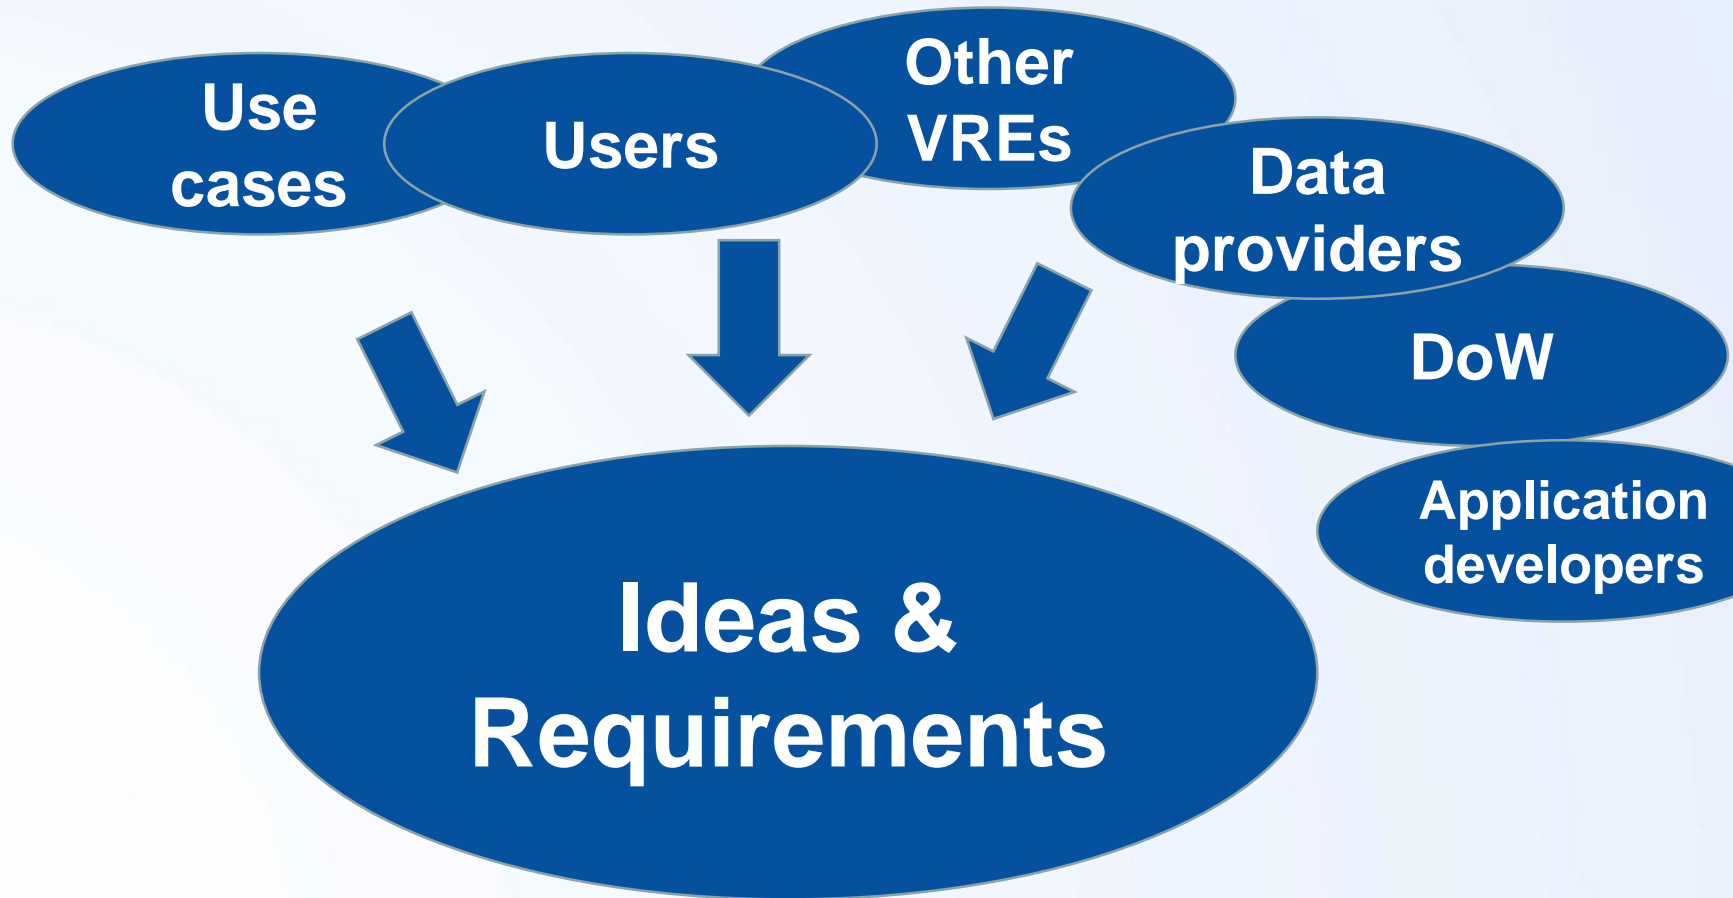 Use
cases
Users
Other
VREs
Data
providers
DoW
Application
developers
Ideas &
Requirements